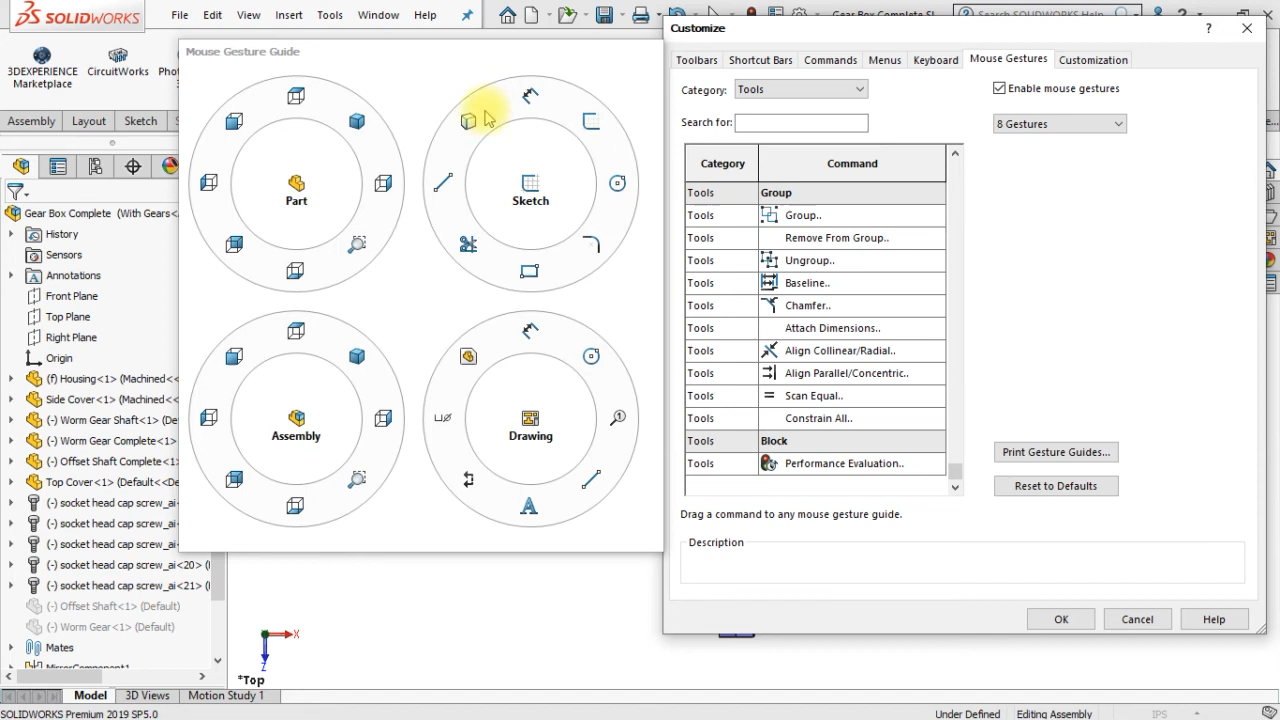 SOLIDWORKS
File
Edit
View
Insert
Tools
Window
Help
Gear Box Complete
Search SOLIDWORKS Help
3DEXPERIENCE
Marketplace
CircuitWorks
Assembly
Layout
Sketch
Gear Box Complete (With Gears<
History
Sensors
Annotations
Front Plane
Top Plane
Right Plane
Origin
(f) Housing<1> (Machined<<
Side Cover<1> (Machined<<
(-) Worm Gear Shaft<1> (De
(-) Worm Gear Complete<1>
(-) Offset Shaft Complete<1>
Top Cover<1> (Default<<De
(-) socket head cap screw_ai
(-) socket head cap screw_ai
(-) socket head cap screw_ai
(-) socket head cap screw_ai<20> (
(-) socket head cap screw_ai<21> (
(-) Offset Shaft<1> (Default)
(-) Worm Gear<1> (Default)
Mates
MirrorComponent1
Model
3D Views
Motion Study 1
SOLIDWORKS Premium 2019 SP5.0
Mouse Gesture Guide
Part
Sketch
Assembly
Drawing
A
1
X
Z
*Top
Customize
?
Toolbars
Shortcut Bars
Commands
Menus
Keyboard
Mouse Gestures
Customization
Category:
Tools
Enable mouse gestures
Search for:
8 Gestures
Category
Command
Tools
Group
Tools
Group..
Tools
Remove From Group..
Tools
Ungroup..
Tools
Baseline..
Tools
Chamfer..
Tools
Attach Dimensions..
Tools
Align Collinear/Radial..
Tools
Align Parallel/Concentric..
Tools
Scan Equal..
Tools
Constrain All..
Tools
Block
Tools
Performance Evaluation..
Print Gesture Guides...
Reset to Defaults
Drag a command to any mouse gesture guide.
Description
OK
Cancel
Help
Under Defined
Editing Assembly
IPS